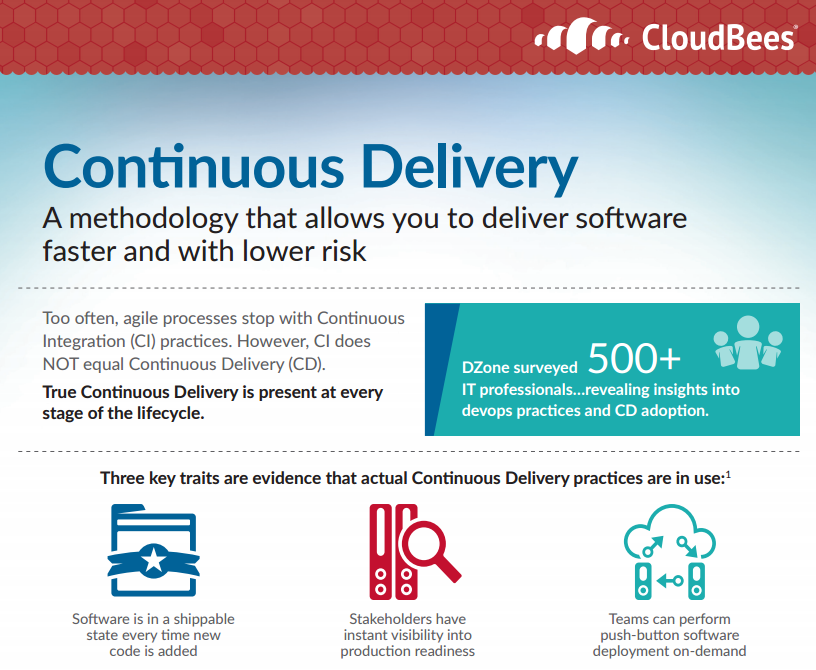 CloudBees®
Continuous Delivery
A methodology that allows you to deliver software
faster and with lower risk
Too often, agile processes stop with Continuous
Integration (CI) practices. However, CI does
NOT equal Continuous Delivery (CD).
True Continuous Delivery is present at every
stage of the lifecycle.
DZone surveyed 500+
IT professionals...revealing insights into
devops practices and CD adoption.
Three key traits are evidence that actual Continuous Delivery practices are in use:¹
Software is in a shippable
state every time new
code is added
Stakeholders have
instant visibility into
production readiness
Teams can perform
push-button software
deployment on-demand